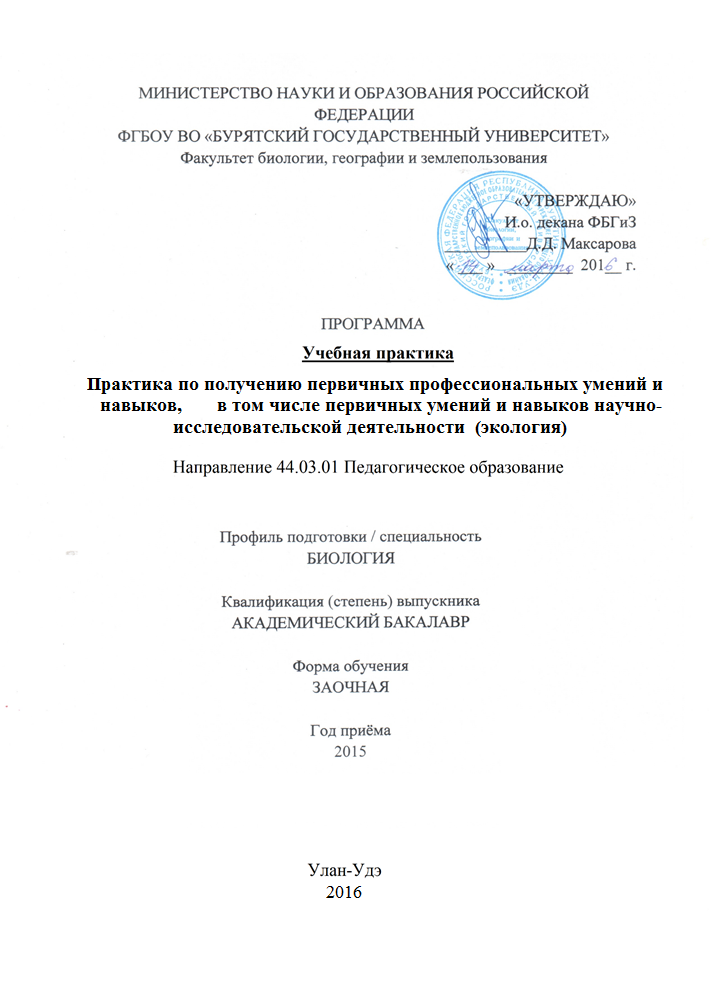 МИНИСТЕРСТВО НАУКИ И ОБРАЗОВАНИЯ РОССИЙСКОЙ
ФЕДЕРАЦИИ
ФГБОУ ВО «БУРЯТСКИЙ ГОСУДАРСТВЕННЫЙ УНИВЕРСИТЕТ»
Факультет биологии, географии и землепользования
«УТВЕРЖДАЮ»
И.о. декана ФБГиЗ
Д.Д. Максарова
« 14 » марта 2016 г.
ПРОГРАММА
Учебная практика
Практика по получению первичных профессиональных умений и
навыков, в том числе первичных умений и навыков научно-
исследовательской деятельности (экология)
Направление 44.03.01 Педагогическое образование
Профиль подготовки / специальность
БИОЛОГИЯ
Квалификация (степень) выпускника
АКАДЕМИЧЕСКИЙ БАКАЛАВР
Форма обучения
ЗАОЧНАЯ
Год приёма
2015
Улан-Удэ
2016